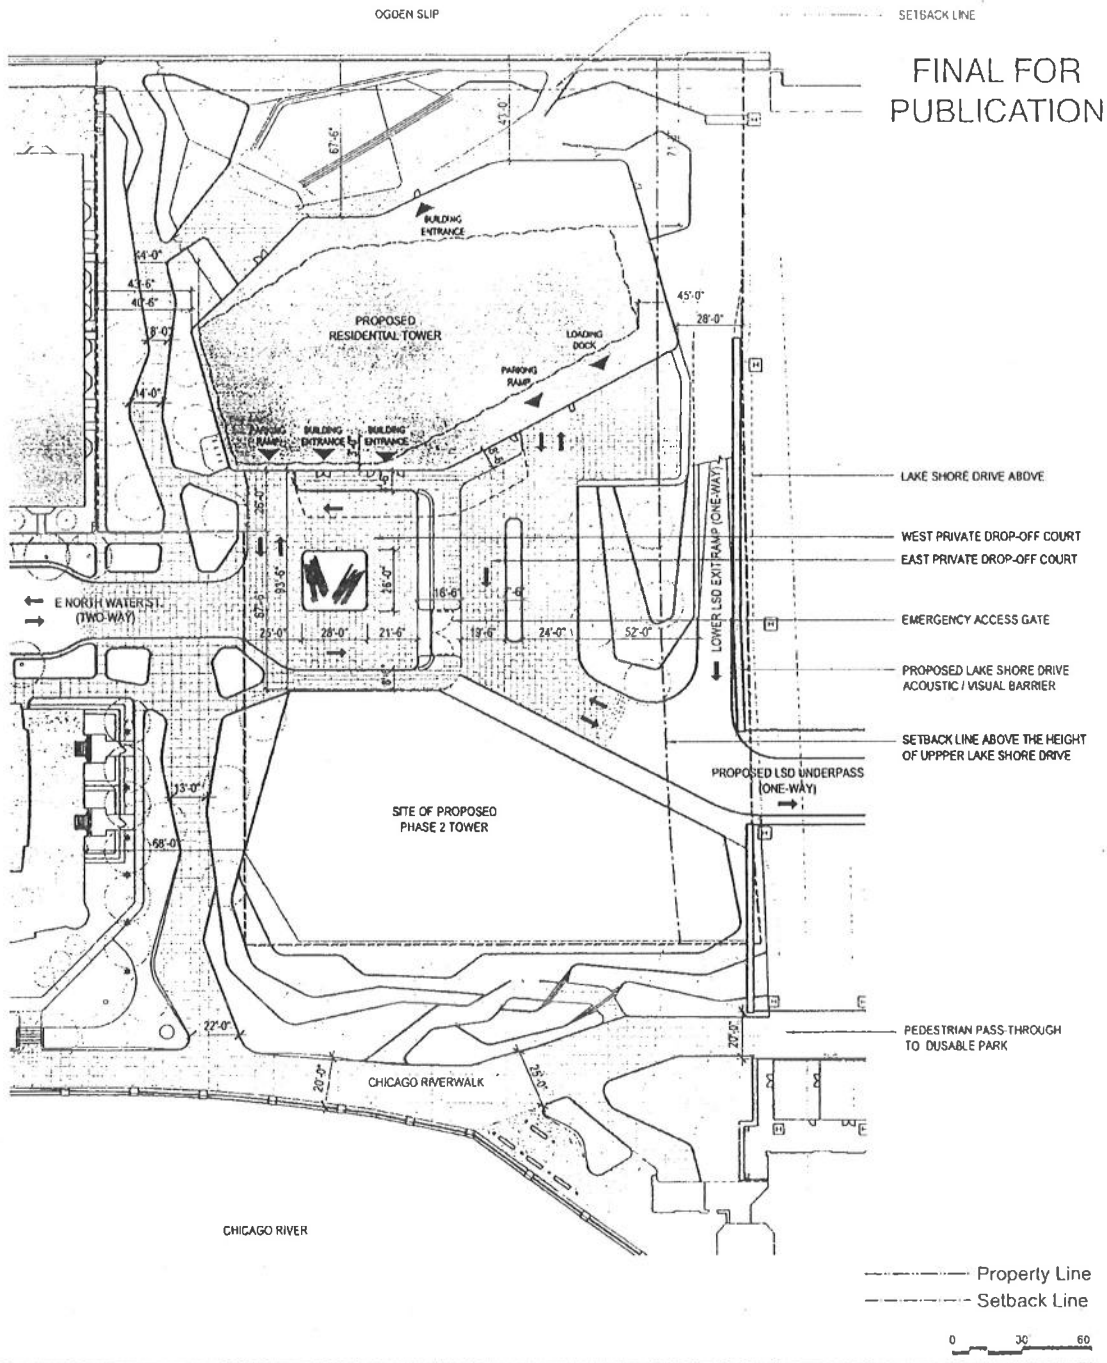 OGDEN SLIP
SETBACK LINE
FINAL FOR
PUBLICATION
67'-6"
43'-0"
BUILDING
ENTRANCE
44'-0"
43'-6"
40'-6"
8'-0"
14'-0"
PROPOSED
RESIDENTIAL TOWER
45'-0"
28'-0"
LOADING
DOCK
PARKING
RAMP
PARKING
RAMP
BUILDING
ENTRANCE
BUILDING
ENTRANCE
26'-0"
LAKE SHORE DRIVE ABOVE
WEST PRIVATE DROP-OFF COURT
EAST PRIVATE DROP-OFF COURT
LOWER LSD EXIT RAMP (ONE-WAY)
E NORTH WATER ST.
(TWO-WAY)
67'-6"
93'-6"
26'-0"
16'-6"
EMERGENCY ACCESS GATE
25'-0"
28'-0"
21'-6"
19'-6"
24'-0"
52'-0"
PROPOSED LAKE SHORE DRIVE
ACOUSTIC / VISUAL BARRIER
SETBACK LINE ABOVE THE HEIGHT
OF UPPPER LAKE SHORE DRIVE
PROPOSED LSD UNDERPASS
(ONE-WAY)
13'-0"
SITE OF PROPOSED
PHASE 2 TOWER
68'-0"
22'-0"
20'-0"
PEDESTRIAN PASS-THROUGH
TO DUSABLE PARK
20'-0"
CHICAGO RIVERWALK
25'-0"
CHICAGO RIVER
Property Line
Setback Line
0 30' 60